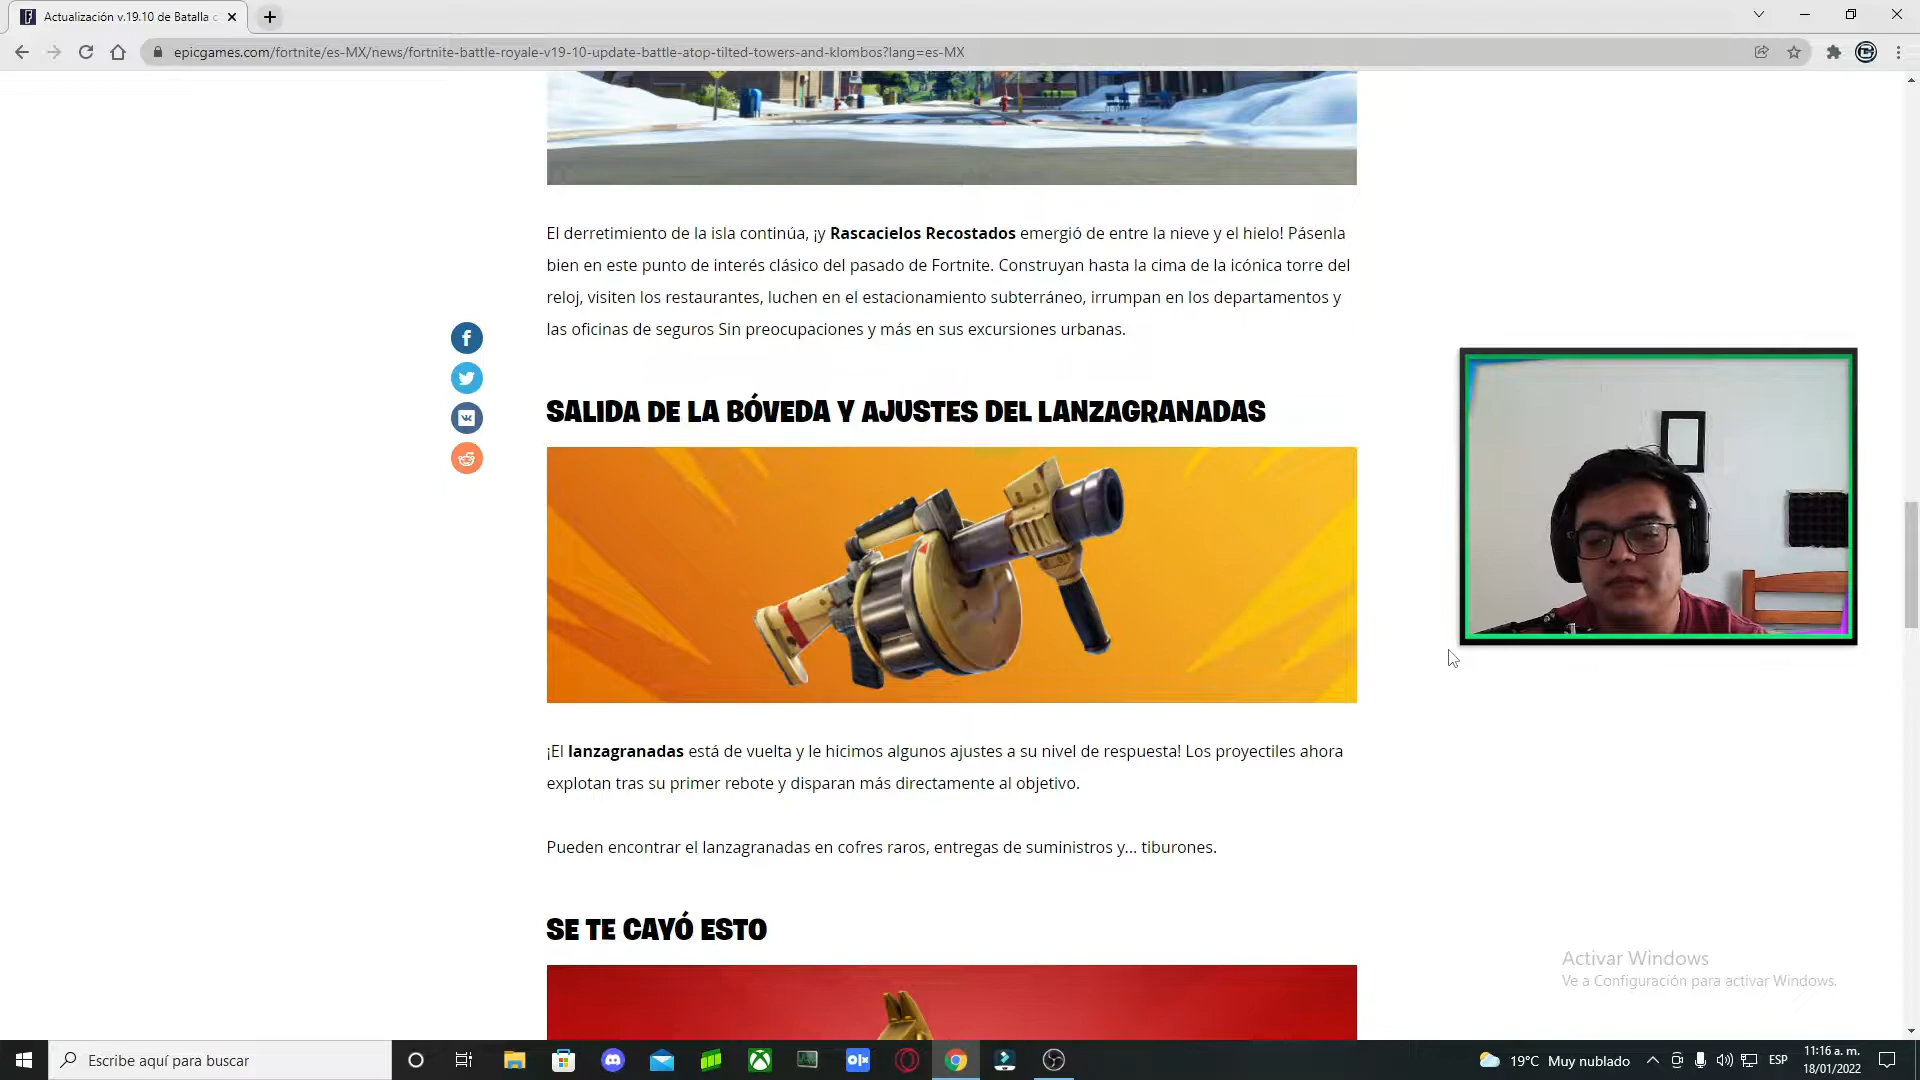 Actualización v.19.10 de Batalla c
epicgames.com/fortnite/es-MX/news/fortnite-battle-royale-v19-10-update-battle-atop-tilted-towers-and-klombos?lang=es-MX
El derretimiento de la isla continúa, ¡y Rascacielos Recostados emergió de entre la nieve y el hielo! Pásenla
bien en este punto de interés clásico del pasado de Fortnite. Construyan hasta la cima de la icónica torre del
reloj, visiten los restaurantes, luchen en el estacionamiento subterráneo, irrumpan en los departamentos y
las oficinas de seguros Sin preocupaciones y más en sus excursiones urbanas.
SALIDA DE LA BÓVEDA Y AJUSTES DEL LANZAGRANADAS
¡El lanzagranadas está de vuelta y le hicimos algunos ajustes a su nivel de respuesta! Los proyectiles ahora
explotan tras su primer rebote y disparan más directamente al objetivo.
Pueden encontrar el lanzagranadas en cofres raros, entregas de suministros y... tiburones.
SE TE CAYÓ ESTO
Activar Windows
Ve a Configuración para activar Windows.
Escribe aquí para buscar
olx
19°C Muy nublado
ESP
11:16 a. m.
18/01/2022